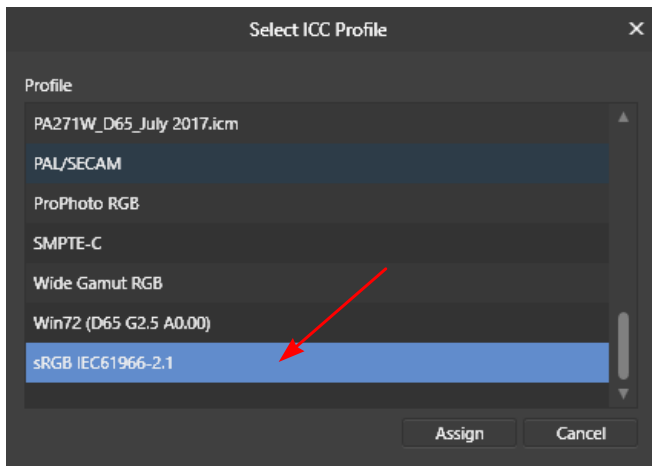 Select ICC Profile
Profile
PA271W_D65_July 2017.icm
PAL/SECAM
ProPhoto RGB
SMPTE-C
Wide Gamut RGB
Win72 (D65 G2.5 A0.00)
sRGB IEC61966-2.1
Assign Cancel